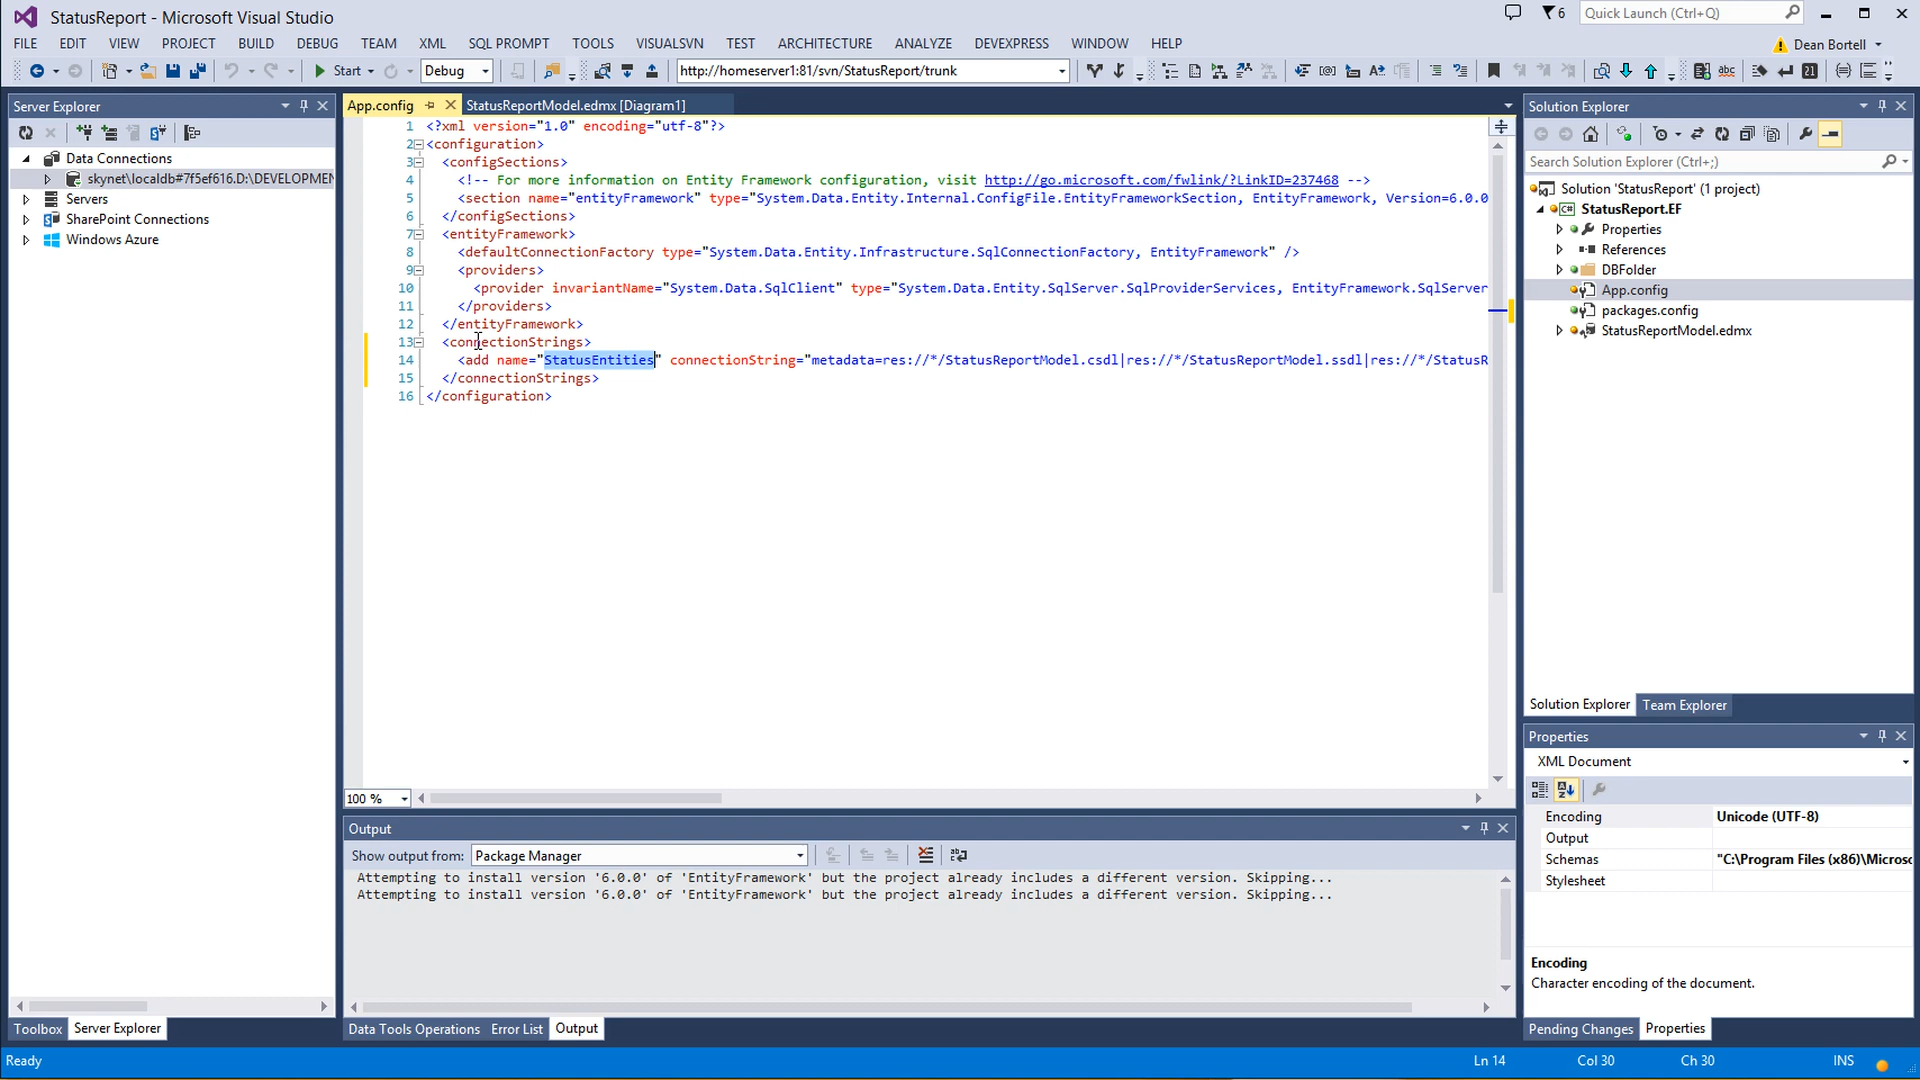 StatusReport - Microsoft Visual Studio
6
Quick Launch (Ctrl+Q)
FILE EDIT VIEW PROJECT BUILD DEBUG TEAM XML SQL PROMPT TOOLS VISUALSVN TEST ARCHITECTURE ANALYZE DEVEXPRESS WINDOW HELP
Dean Bortell
Start Debug http://homeserver1:81/svn/StatusReport/trunk
Server Explorer
Data Connections
skynet\localdb#7f5ef616.D:\DEVELOPMEN
Servers
SharePoint Connections
Windows Azure
Toolbox Server Explorer
App.config StatusReportModel.edmx [Diagram1]
1 <?xml version="1.0" encoding="utf-8"?>
2 <configuration>
3 <configSections>
4 <!-- For more information on Entity Framework configuration, visit http://go.microsoft.com/fwlink/?LinkID=237468 -->
5 <section name="entityFramework" type="System.Data.Entity.Internal.ConfigFile.EntityFrameworkSection, EntityFramework, Version=6.0.0
6 </configSections>
7 <entityFramework>
8 <defaultConnectionFactory type="System.Data.Entity.Infrastructure.SqlConnectionFactory, EntityFramework" />
9 <providers>
10 <provider invariantName="System.Data.SqlClient" type="System.Data.Entity.SqlServer.SqlProviderServices, EntityFramework.SqlServer
11 </providers>
12 </entityFramework>
13 <connectionStrings>
14 <add name="StatusEntities" connectionString="metadata=res://*/StatusReportModel.csdl|res://*/StatusReportModel.ssdl|res://*/StatusR
15 </connectionStrings>
16 </configuration>
100 %
Output
Show output from: Package Manager
Attempting to install version '6.0.0' of 'EntityFramework' but the project already includes a different version. Skipping...
Attempting to install version '6.0.0' of 'EntityFramework' but the project already includes a different version. Skipping...
Data Tools Operations Error List Output
Solution Explorer
Search Solution Explorer (Ctrl+;)
Solution 'StatusReport' (1 project)
StatusReport.EF
Properties
References
DBFolder
App.config
packages.config
StatusReportModel.edmx
Solution Explorer Team Explorer
Properties
XML Document
Encoding Unicode (UTF-8)
Output
Schemas "C:\Program Files (x86)\Microsc
Stylesheet
Encoding
Character encoding of the document.
Pending Changes Properties
Ready Ln 14 Col 30 Ch 30 INS